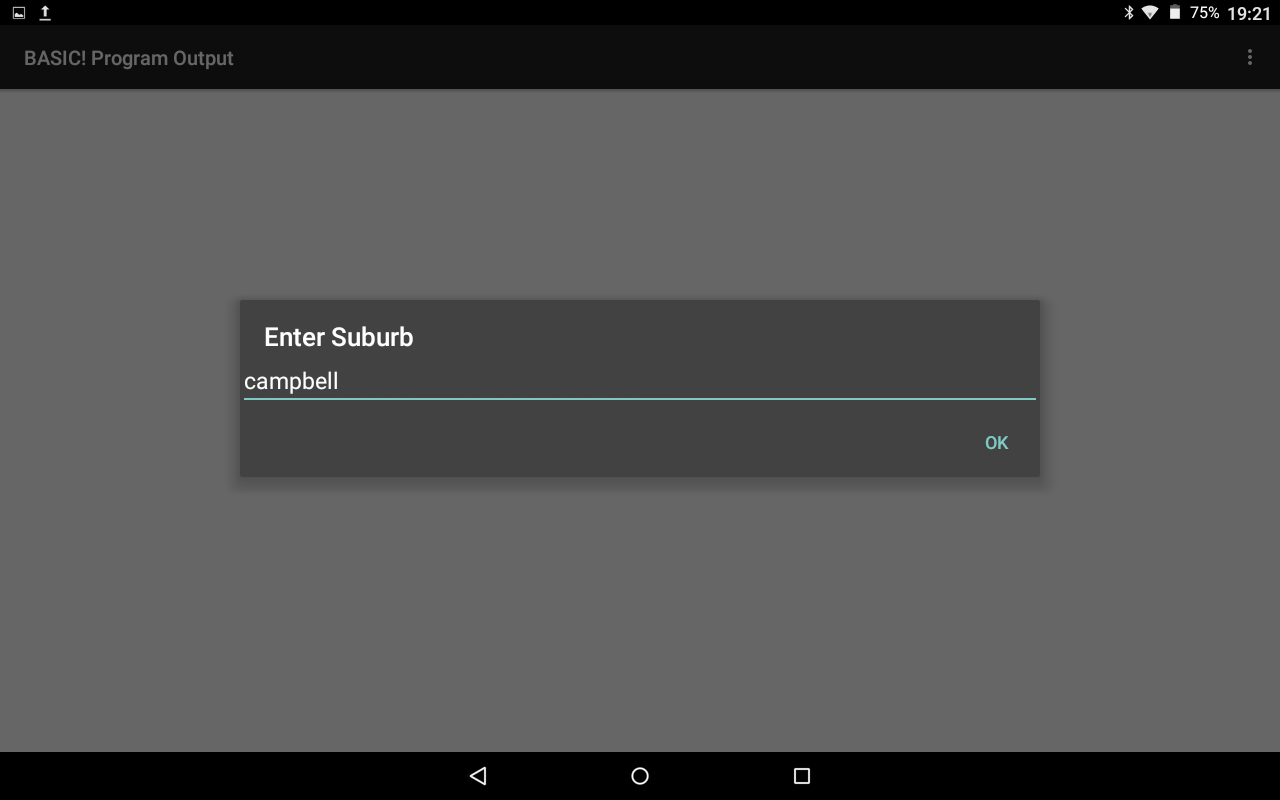 75% 19:21
BASIC! Program Output
Enter Suburb
campbell
OK